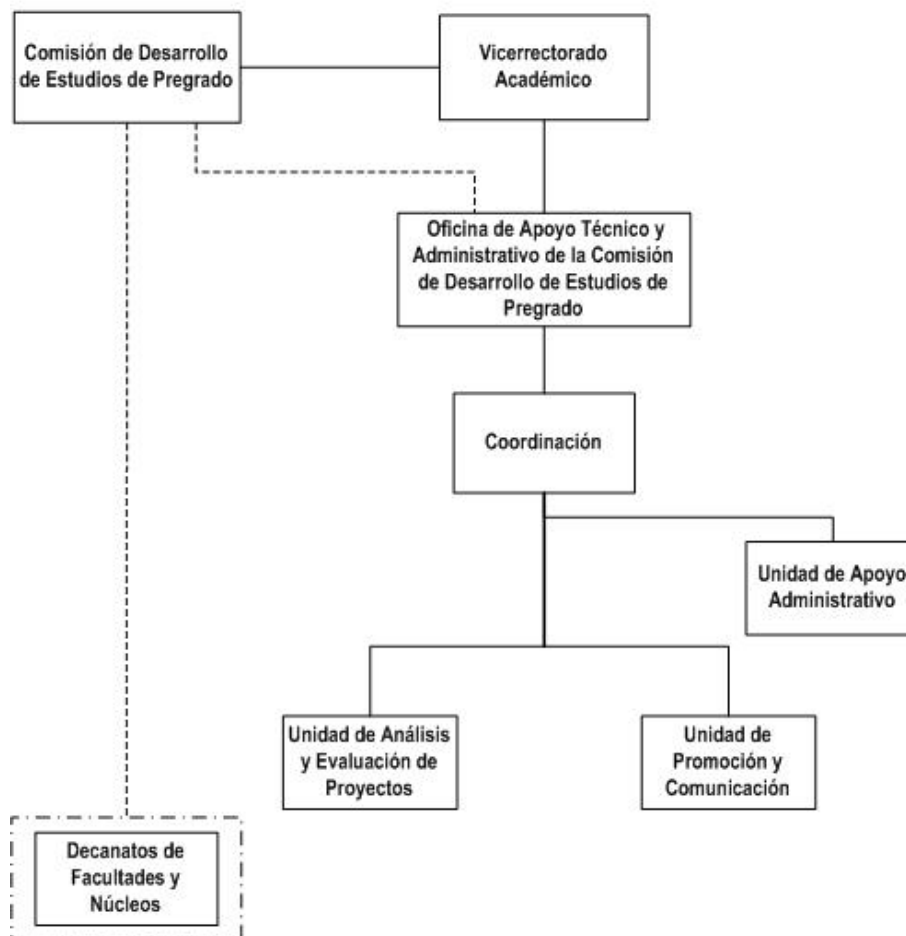 Comisión de Desarrollo
de Estudios de Pregrado
Vicerrectorado
Académico
Oficina de Apoyo Técnico y
Administrativo de la Comisión
de Desarrollo de Estudios de
Pregrado
Coordinación
Unidad de Apoyo
Administrativo
Unidad de Análisis
y Evaluación de
Proyectos
Unidad de
Promoción y
Comunicación
Decanatos de
Facultades y
Núcleos